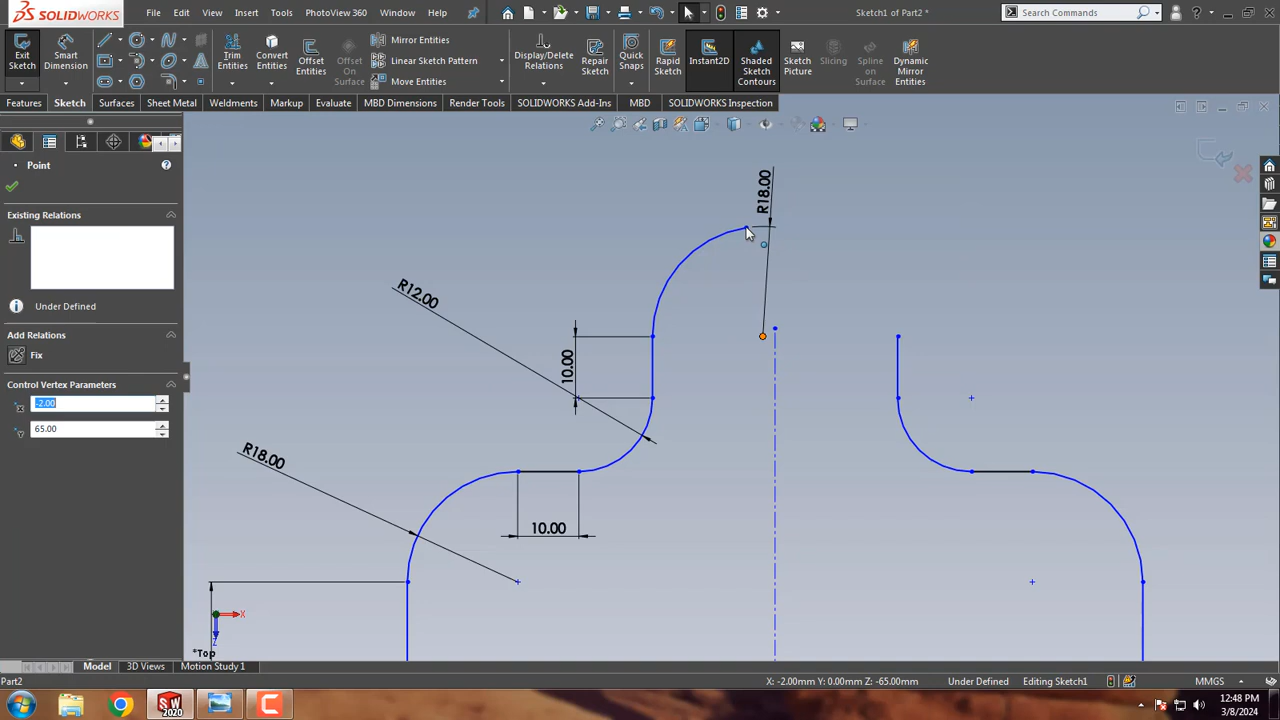 SOLIDWORKS File Edit View Insert Tools PhotoView 360 Window Sketch1 of Part2 * Search Commands
Exit Sketch Smart Dimension Trim Entities Convert Entities Offset Entities Offset On Surface Mirror Entities Linear Sketch Pattern Move Entities Display/Delete Relations Repair Sketch Quick Snaps Rapid Sketch Instant2D Shaded Sketch Contours Sketch Picture Slicing Spline on Surface Dynamic Mirror Entities
Features Sketch Surfaces Sheet Metal Weldments Markup Evaluate MBD Dimensions Render Tools SOLIDWORKS Add-Ins MBD SOLIDWORKS Inspection
Point
Existing Relations
Under Defined
Add Relations
Fix
Control Vertex Parameters
-2.00
65.00
R18.00
R12.00
10.00
R18.00
10.00
X
Z
*Top
Model 3D Views Motion Study 1
Part2 X: -2.00mm Y: 0.00mm Z: -65.00mm Under Defined Editing Sketch1 MMGS
SW 2020
12:48 PM
3/8/2024